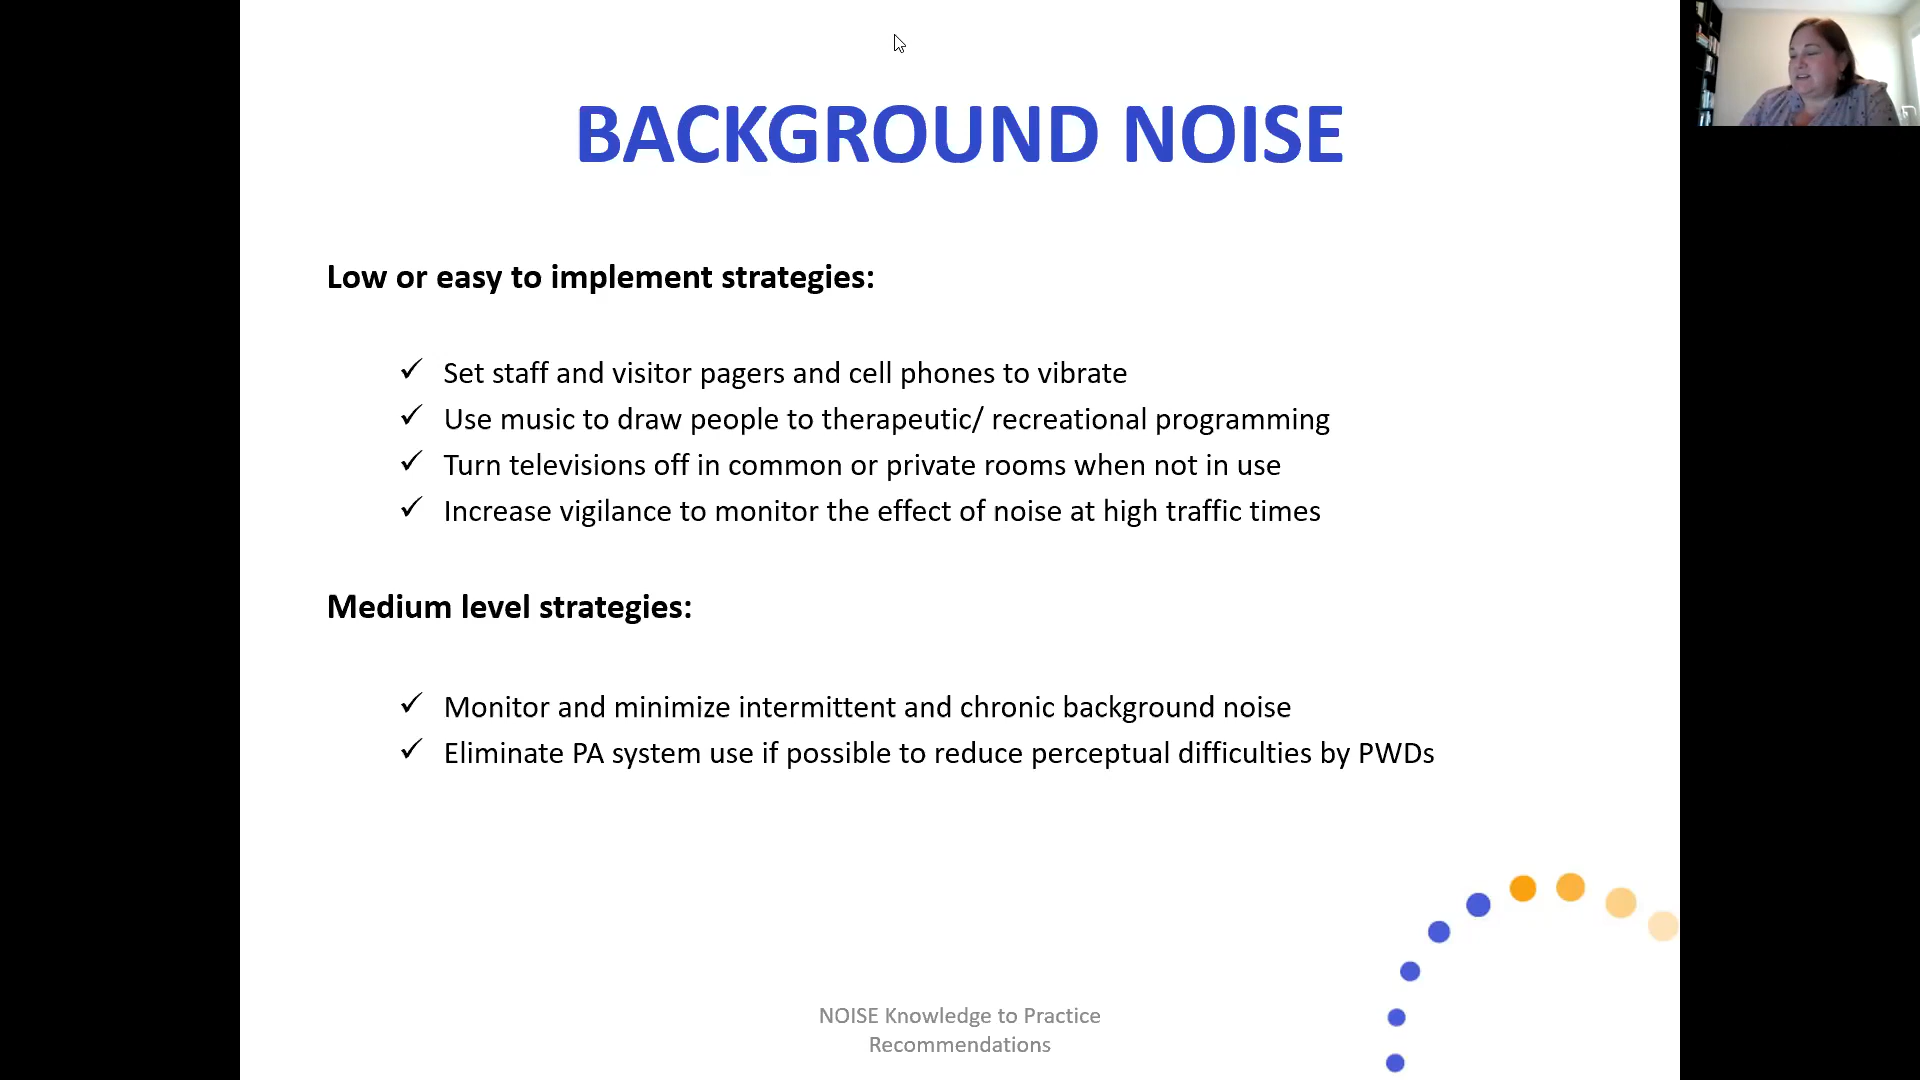 BACKGROUND NOISE
Low or easy to implement strategies:
✓ Set staff and visitor pagers and cell phones to vibrate
✓ Use music to draw people to therapeutic/ recreational programming
✓ Turn televisions off in common or private rooms when not in use
✓ Increase vigilance to monitor the effect of noise at high traffic times
Medium level strategies:
✓ Monitor and minimize intermittent and chronic background noise
✓ Eliminate PA system use if possible to reduce perceptual difficulties by PWDs
NOISE Knowledge to Practice
Recommendations